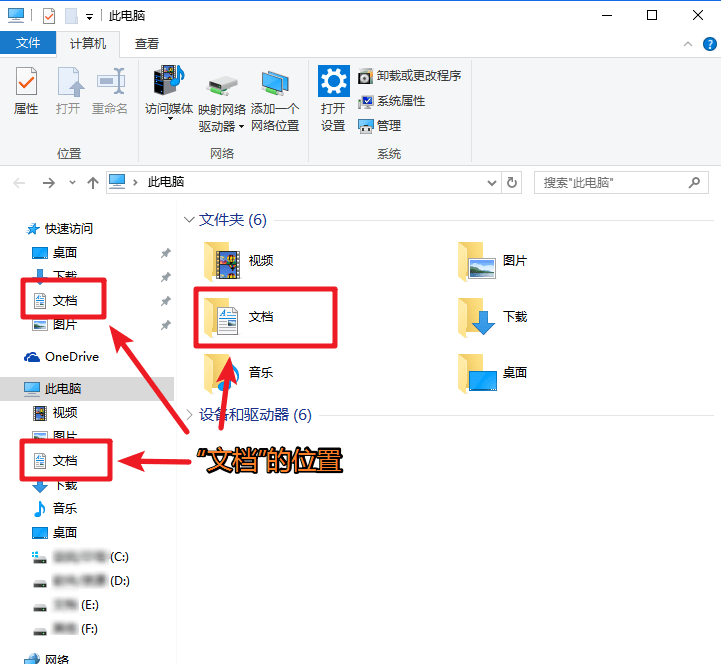 此电脑
文件 计算机 查看
属性 打开 重命名
访问媒体 映射网络驱动器 添加一个网络位置
打开设置
卸载或更改程序
系统属性
管理
位置 网络 系统
此电脑
搜索"此电脑"
快速访问
桌面
下载
文档
图片
OneDrive
此电脑
视频
图片
文档
下载
音乐
桌面
(C:)
(D:)
(E:)
(F:)
网络
文件夹 (6)
视频 图片
文档 下载
音乐 桌面
设备和驱动器 (6)
"文档"的位置